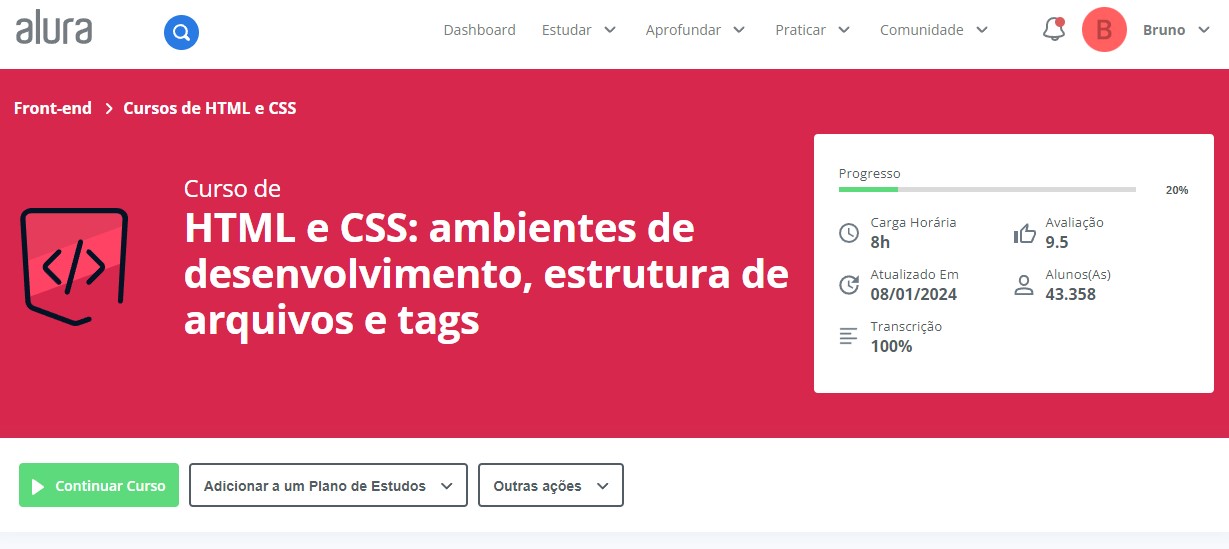 alura
Dashboard
Estudar
Aprofundar
Praticar
Comunidade
B
Bruno
Front-end > Cursos de HTML e CSS
Curso de
HTML e CSS: ambientes de
desenvolvimento, estrutura de
arquivos e tags
</>
Progresso
20%
Carga Horária
8h
Avaliação
9.5
Atualizado Em
08/01/2024
Alunos(As)
43.358
Transcrição
100%
Continuar Curso
Adicionar a um Plano de Estudos
Outras ações